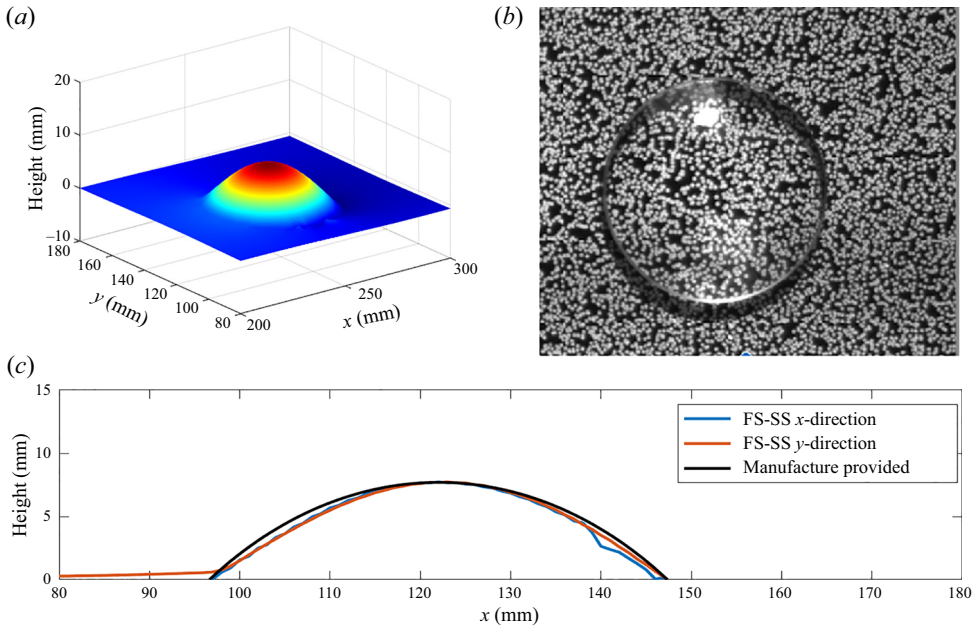 (a)
20
10
0
–10
Height (mm)
180
160
140
120
100
80
y (mm)
200
250
300
x (mm)
(b)
(c)
15
10
5
0
Height (mm)
FS-SS x-direction
FS-SS y-direction
Manufacture provided
80 90 100 110 120 130 140 150 160 170 180
x (mm)